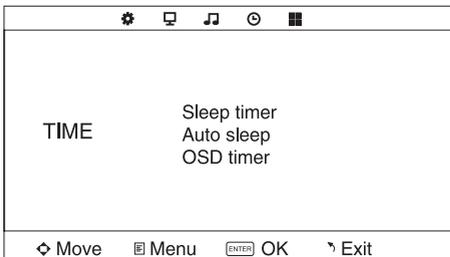 TIME
Sleep timer
Auto sleep
OSD timer
Move Menu ENTER OK Exit